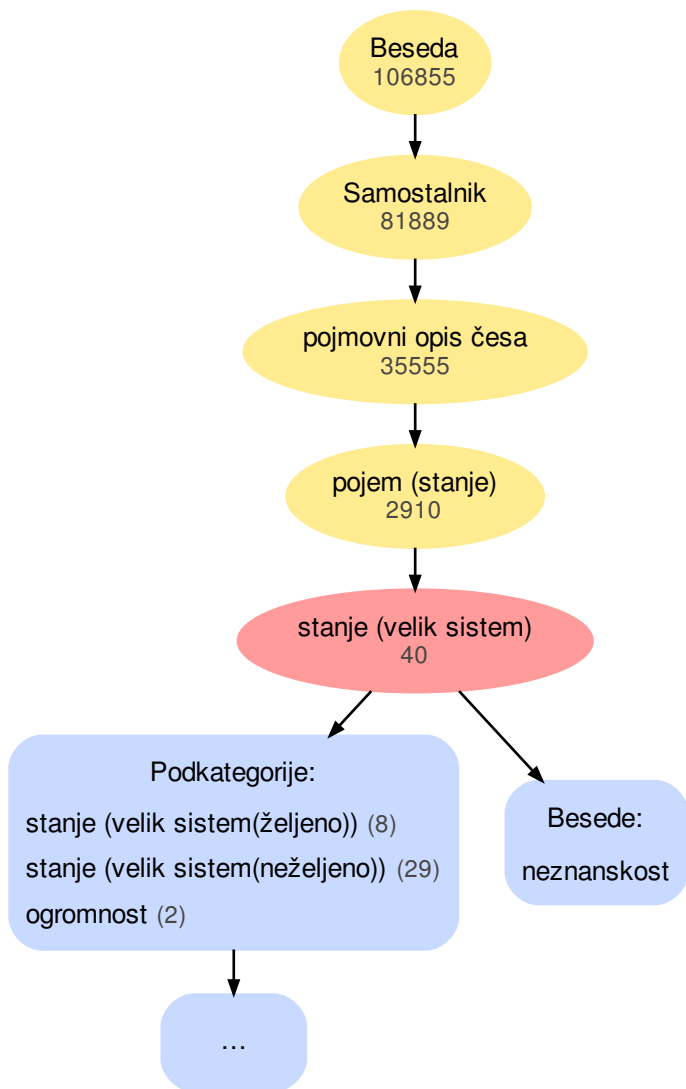 Beseda
106855
Samostalnik
81889
pojmovni opis česa
35555
pojem (stanje)
2910
stanje (velik sistem)
40
Podkategorije:
stanje (velik sistem(željeno)) (8)
stanje (velik sistem(neželjeno)) (29)
ogromnost (2)
Besede:
neznanskost
...